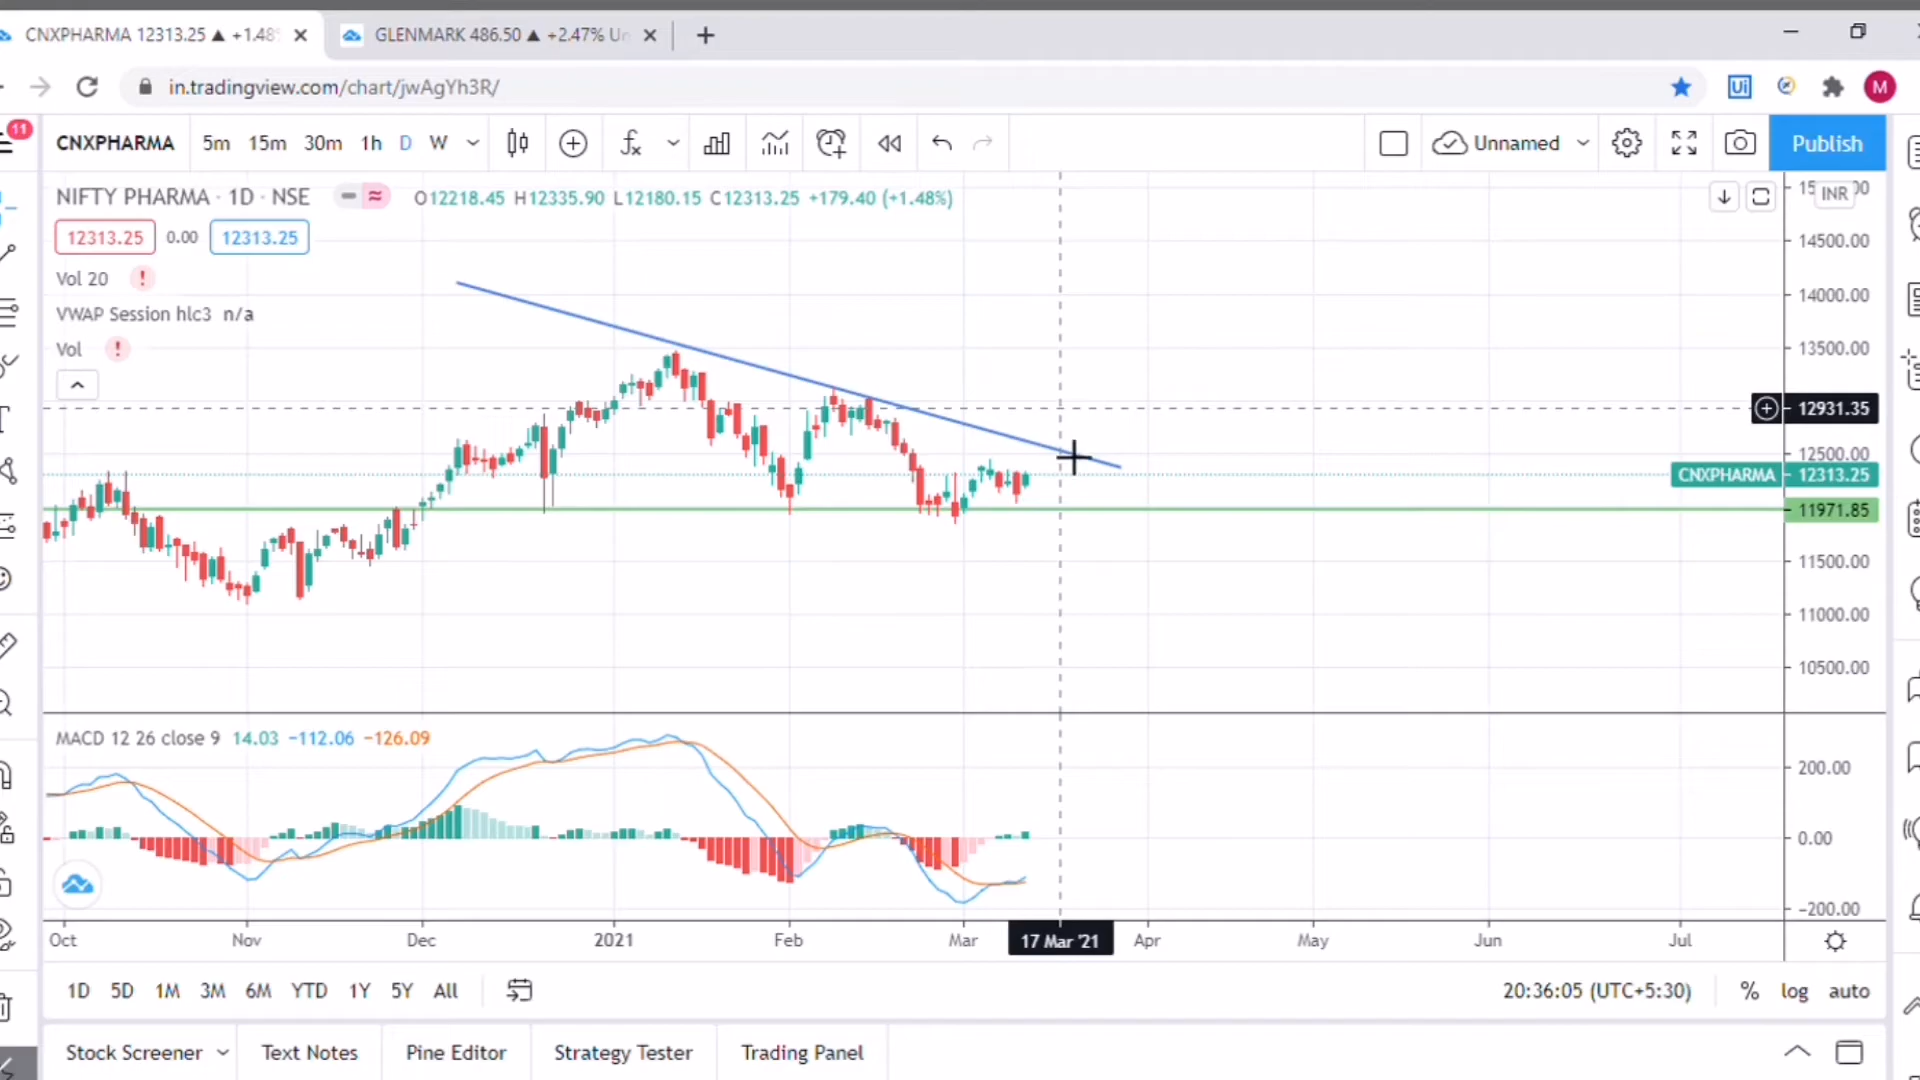 CNXPHARMA 12313.25 ▲ +1.48%
GLENMARK 486.50 ▲ +2.47% Un
in.tradingview.com/chart/jwAgYh3R/
Ui
M
11
CNXPHARMA 5m 15m 30m 1h D W Unnamed Publish
NIFTY PHARMA · 1D · NSE O12218.45 H12335.90 L12180.15 C12313.25 +179.40 (+1.48%)
12313.25 0.00 12313.25
Vol 20 !
VWAP Session hlc3 n/a
Vol !
INR
14500.00
14000.00
13500.00
12931.35
12500.00
CNXPHARMA 12313.25
11971.85
11500.00
11000.00
10500.00
MACD 12 26 close 9 14.03 −112.06 −126.09
200.00
0.00
−200.00
Oct Nov Dec 2021 Feb Mar 17 Mar '21 Apr May Jun Jul
1D 5D 1M 3M 6M YTD 1Y 5Y All 20:36:05 (UTC+5:30) % log auto
Stock Screener Text Notes Pine Editor Strategy Tester Trading Panel